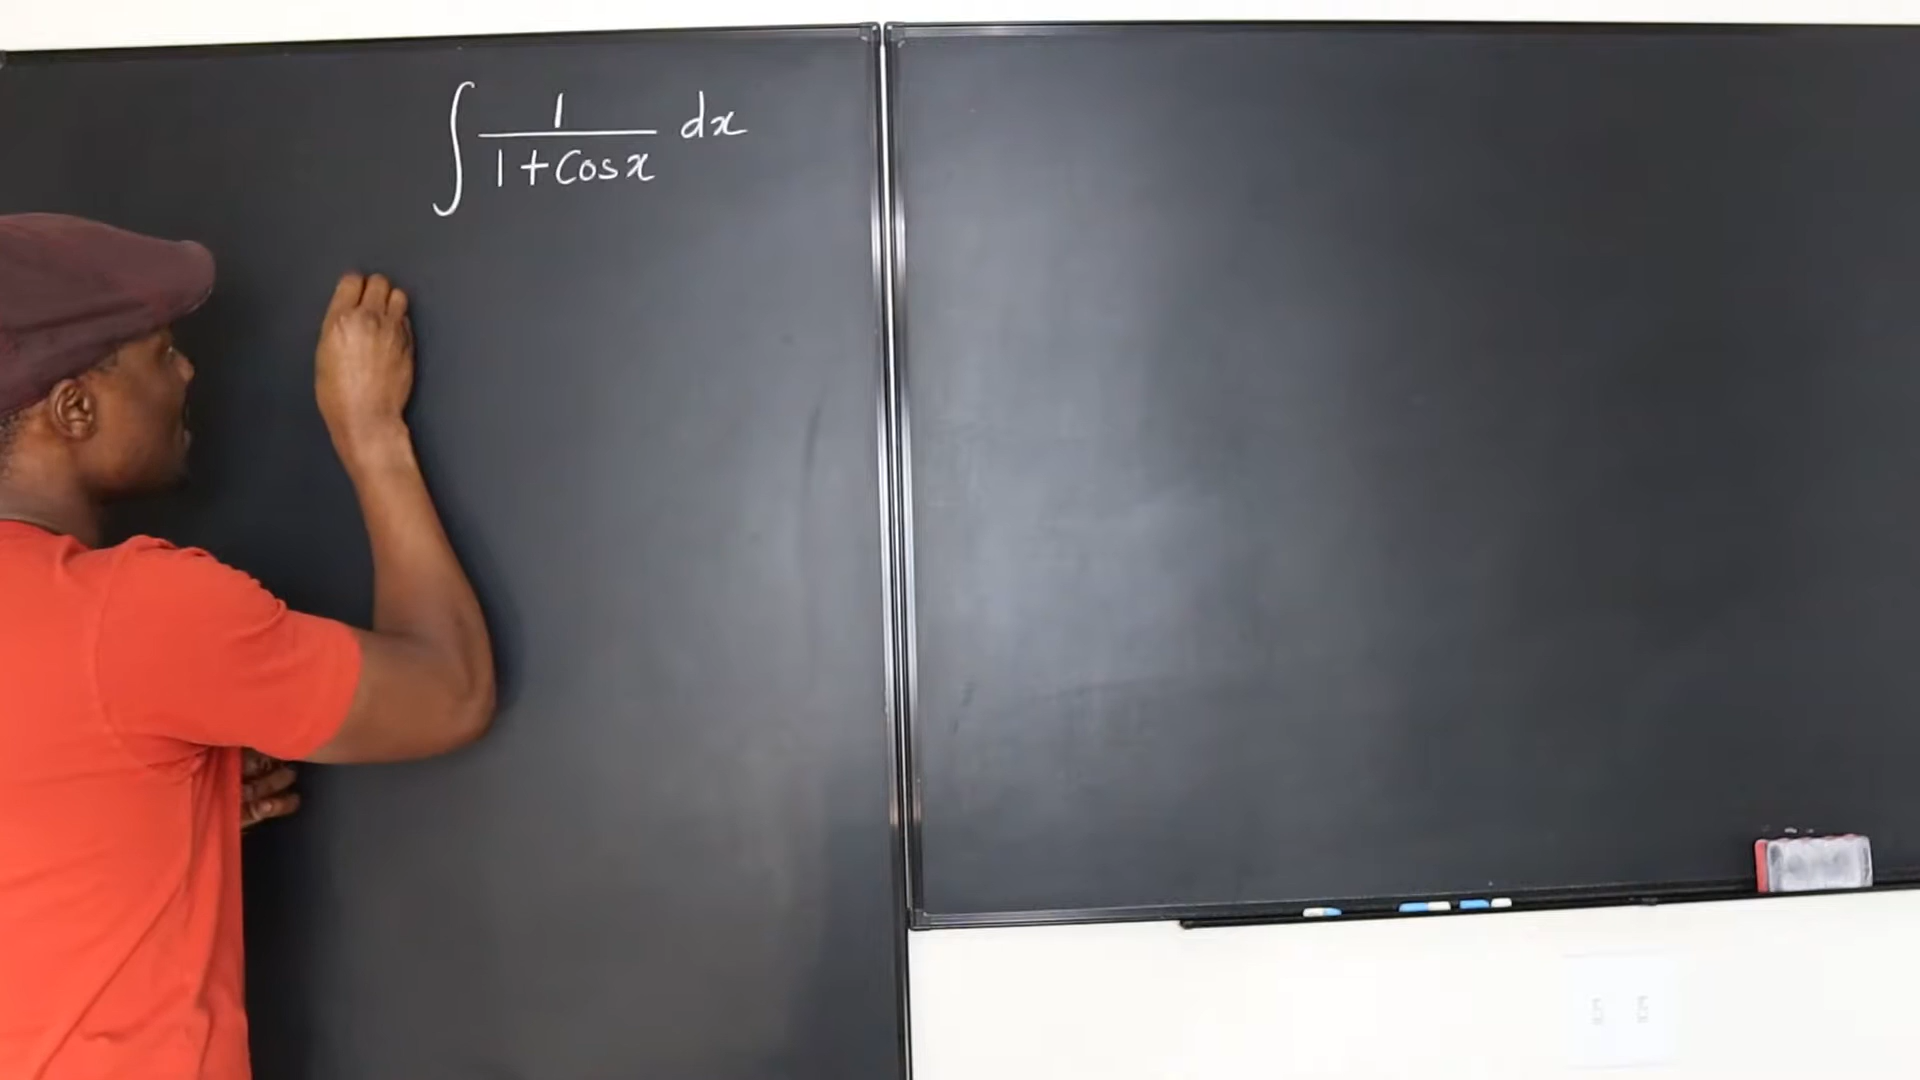 ∫ 1/(1+Cosx) dx